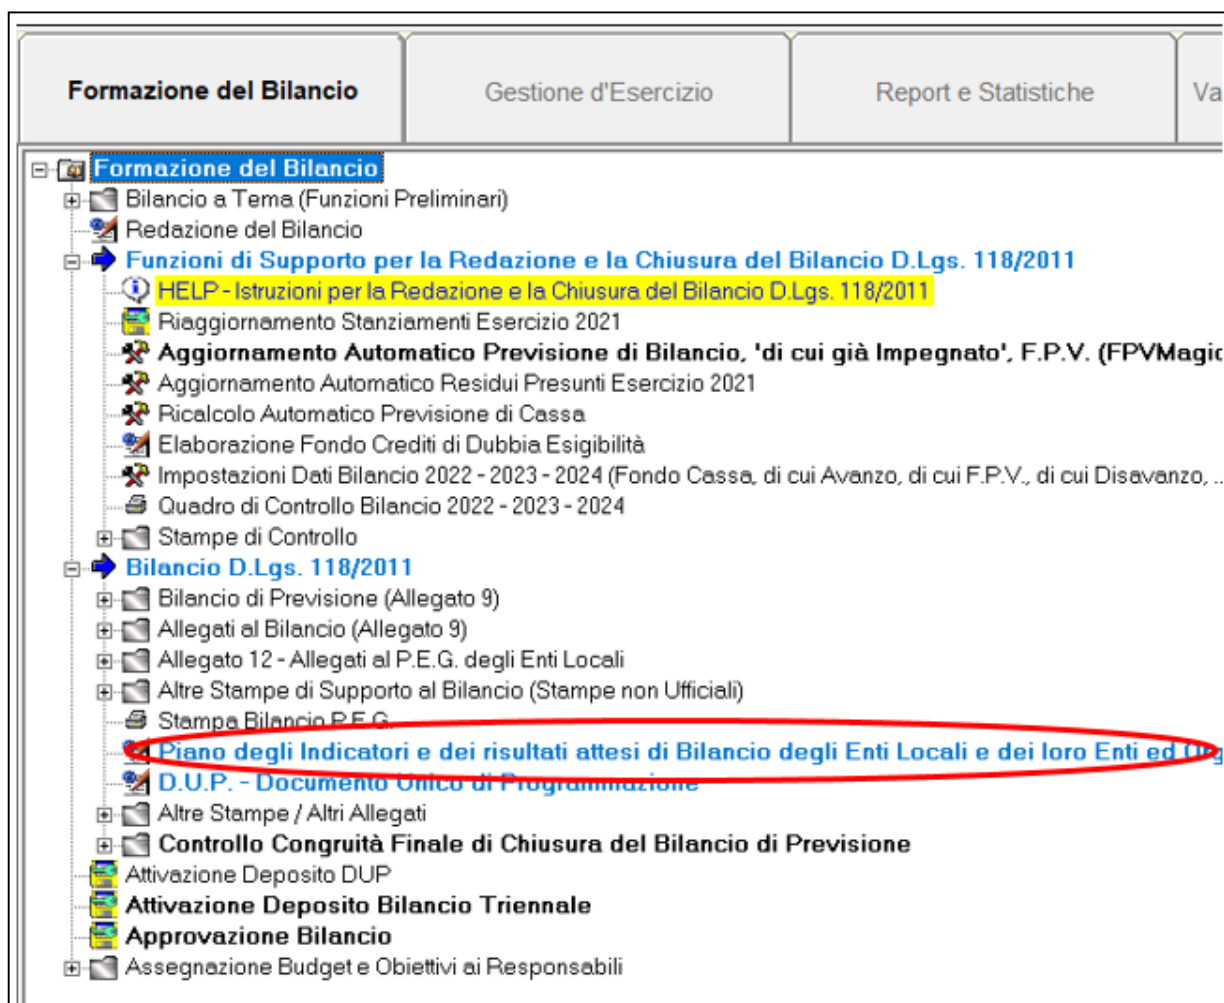 Formazione del Bilancio
Gestione d'Esercizio
Report e Statistiche
Va
Formazione del Bilancio
Bilancio a Tema (Funzioni Preliminari)
Redazione del Bilancio
Funzioni di Supporto per la Redazione e la Chiusura del Bilancio D.Lgs. 118/2011
HELP - Istruzioni per la Redazione e la Chiusura del Bilancio D.Lgs. 118/2011
Riaggiornamento Stanziamenti Esercizio 2021
Aggiornamento Automatico Previsione di Bilancio, 'di cui già Impegnato', F.P.V. (FPVMagic
Aggiornamento Automatico Residui Presunti Esercizio 2021
Ricalcolo Automatico Previsione di Cassa
Elaborazione Fondo Crediti di Dubbia Esigibilità
Impostazioni Dati Bilancio 2022 - 2023 - 2024 (Fondo Cassa, di cui Avanzo, di cui F.P.V., di cui Disavanzo, ...
Quadro di Controllo Bilancio 2022 - 2023 - 2024
Stampe di Controllo
Bilancio D.Lgs. 118/2011
Bilancio di Previsione (Allegato 9)
Allegati al Bilancio (Allegato 9)
Allegato 12 - Allegati al P.E.G. degli Enti Locali
Altre Stampe di Supporto al Bilancio (Stampe non Ufficiali)
Stampa Bilancio P.E.G.
Piano degli Indicatori e dei risultati attesi di Bilancio degli Enti Locali e dei loro Enti ed Org
D.U.P. - Documento Unico di Programmazione
Altre Stampe / Altri Allegati
Controllo Congruità Finale di Chiusura del Bilancio di Previsione
Attivazione Deposito DUP
Attivazione Deposito Bilancio Triennale
Approvazione Bilancio
Assegnazione Budget e Obiettivi ai Responsabili